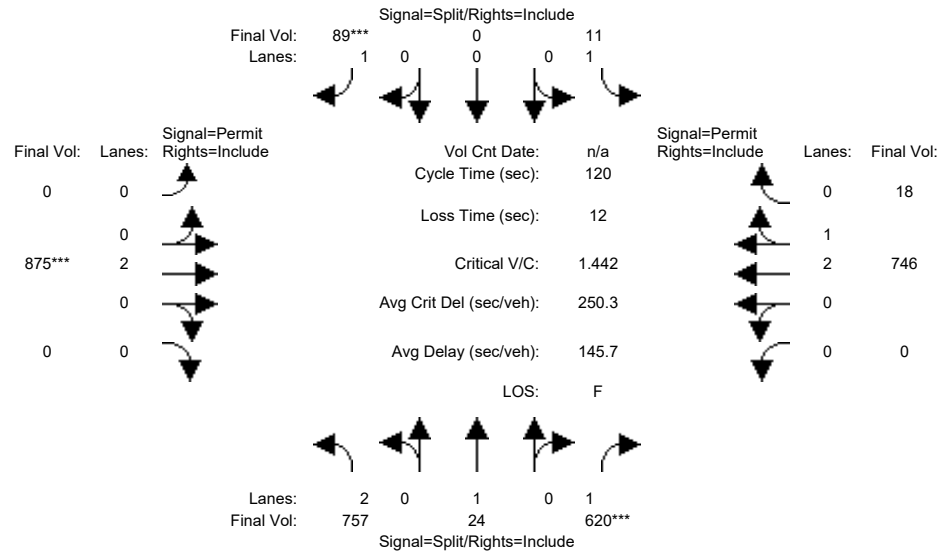 Signal=Split/Rights=Include
Final Vol: 89*** 0 11
Lanes: 1 0 0 0 1
Signal=Permit Signal=Permit
Final Vol: Lanes: Rights=Include Vol Cnt Date: n/a Rights=Include Lanes: Final Vol:
Cycle Time (sec): 120
0 0 0 18
Loss Time (sec): 12
0 1
875*** 2 Critical V/C: 1.442 2 746
0 Avg Crit Del (sec/veh): 250.3 0
0 0 Avg Delay (sec/veh): 145.7 0 0
LOS: F
Lanes: 2 0 1 0 1
Final Vol: 757 24 620***
Signal=Split/Rights=Include